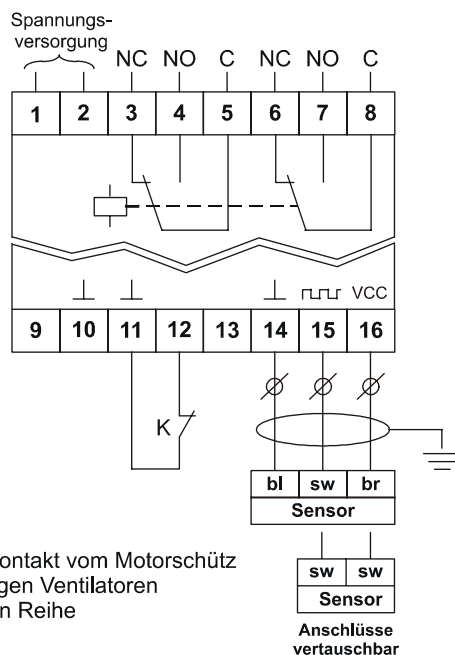 Spannungs-
versorgung
NC NO C NC NO C
1 2 3 4 5 6 7 8
VCC
9 10 11 12 13 14 15 16
K
bl sw br
Sensor
ontakt vom Motorschütz
gen Ventilatoren
n Reihe
sw sw
Sensor
Anschlüsse
vertauschbar